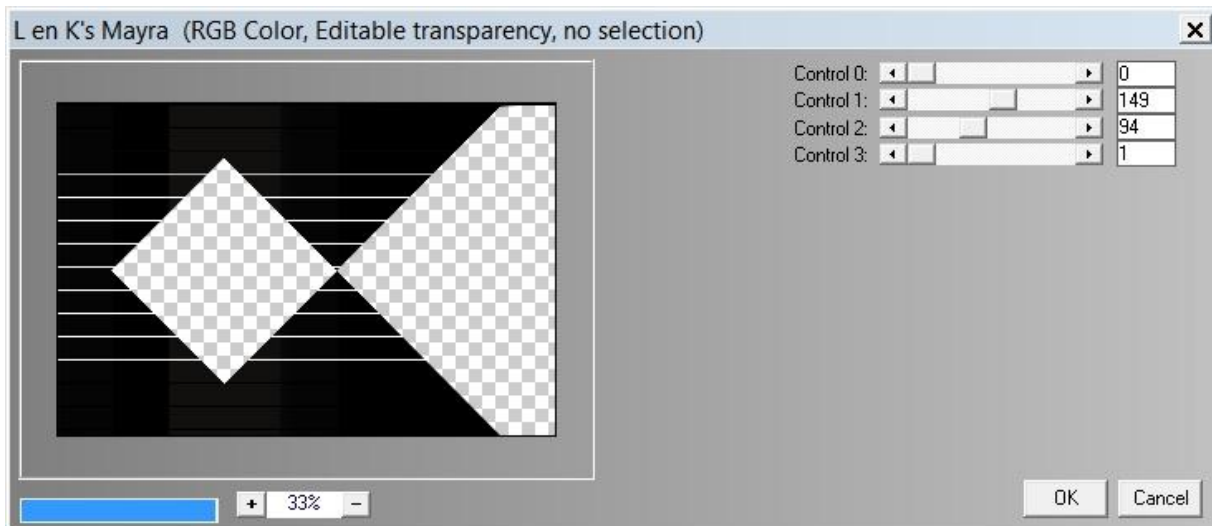 L en K's Mayra (RGB Color, Editable transparency, no selection)
Control 0: 0
Control 1: 149
Control 2: 94
Control 3: 1
+ 33% −
OK Cancel